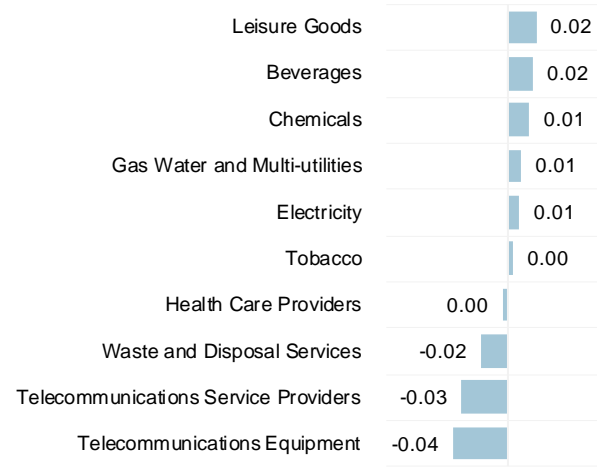 Leisure Goods 0.02
Beverages 0.02
Chemicals 0.01
Gas Water and Multi-utilities 0.01
Electricity 0.01
Tobacco 0.00
Health Care Providers 0.00
Waste and Disposal Services -0.02
Telecommunications Service Providers -0.03
Telecommunications Equipment -0.04